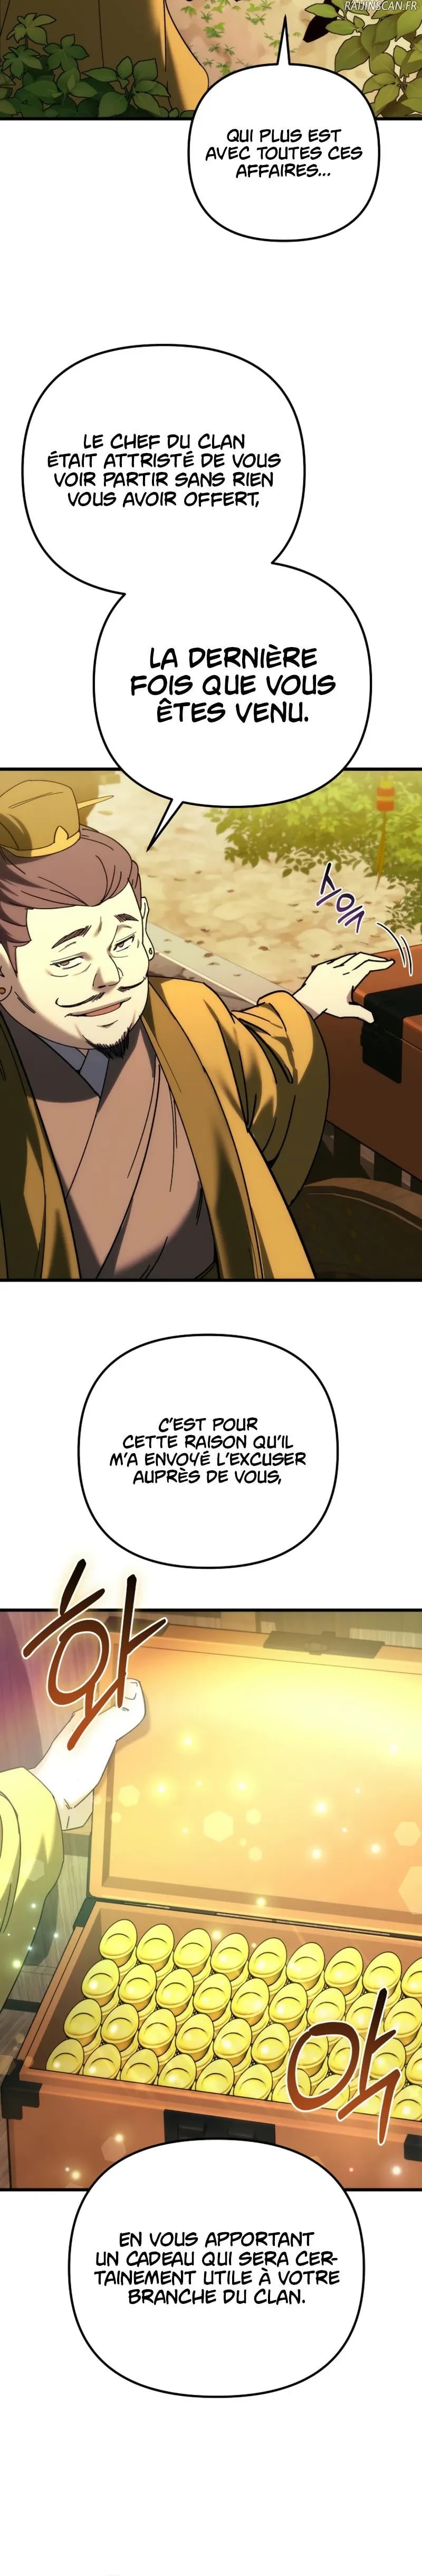 RAIJINSCAN.FR
QUI PLUS EST
AVEC TOUTES CES
AFFAIRES...
LE CHEF DU CLAN
ÉTAIT ATTRISTÉ DE VOUS
VOIR PARTIR SANS RIEN
VOUS AVOIR OFFERT,
LA DERNIÈRE
FOIS QUE VOUS
ÊTES VENU.
스윽
C'EST POUR
CETTE RAISON QU'IL
M'A ENVOYÉ L'EXCUSER
AUPRÈS DE VOUS,
화
아
EN VOUS APPORTANT
UN CADEAU QUI SERA CER-
TAINEMENT UTILE À VOTRE
BRANCHE DU CLAN.